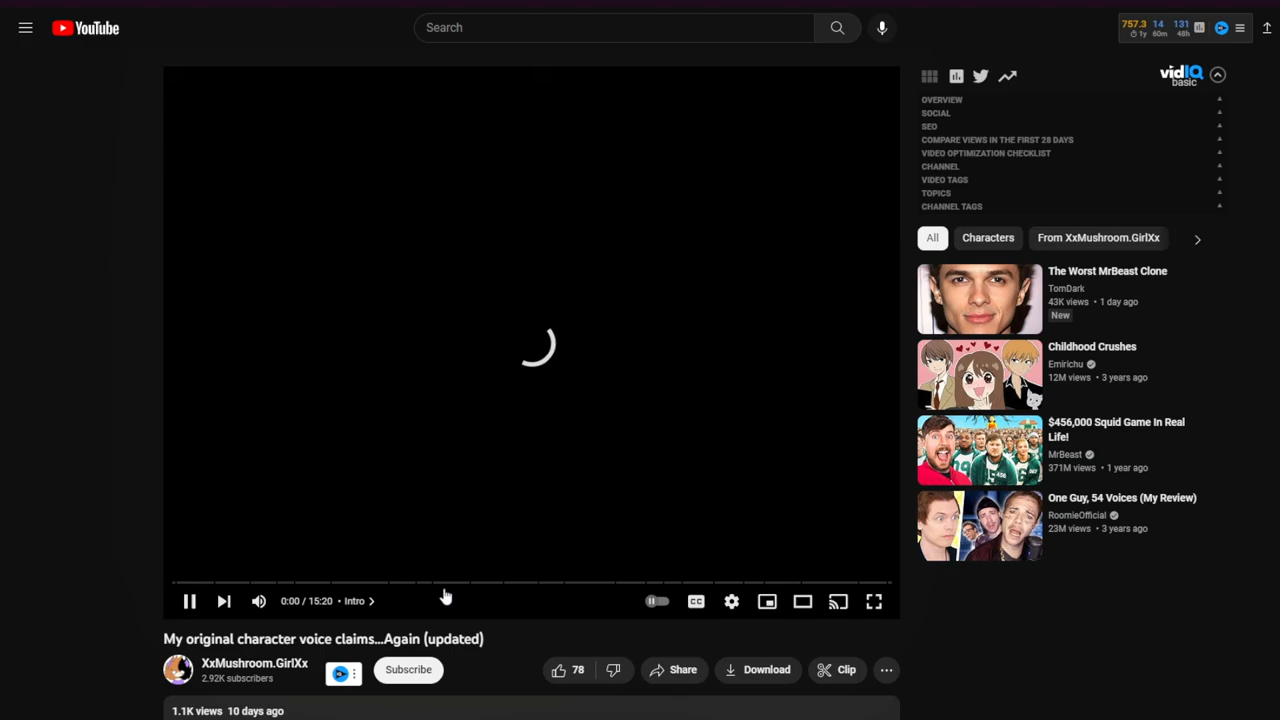 YouTube
Search
757.3 14 131
1y 60m 48h
vidIQ
basic
OVERVIEW
SOCIAL
SEO
COMPARE VIEWS IN THE FIRST 28 DAYS
VIDEO OPTIMIZATION CHECKLIST
CHANNEL
VIDEO TAGS
TOPICS
CHANNEL TAGS
All Characters From XxMushroom.GirlXx
The Worst MrBeast Clone
TomDark
43K views • 1 day ago
New
Childhood Crushes
Emirichu
12M views • 3 years ago
$456,000 Squid Game In Real
Life!
MrBeast
371M views • 1 year ago
One Guy, 54 Voices (My Review)
RoomieOfficial
23M views • 3 years ago
0:00 / 15:20 • Intro
CC
My original character voice claims...Again (updated)
XxMushroom.GirlXx
2.92K subscribers
Subscribe
78
Share
Download
Clip
1.1K views 10 days ago